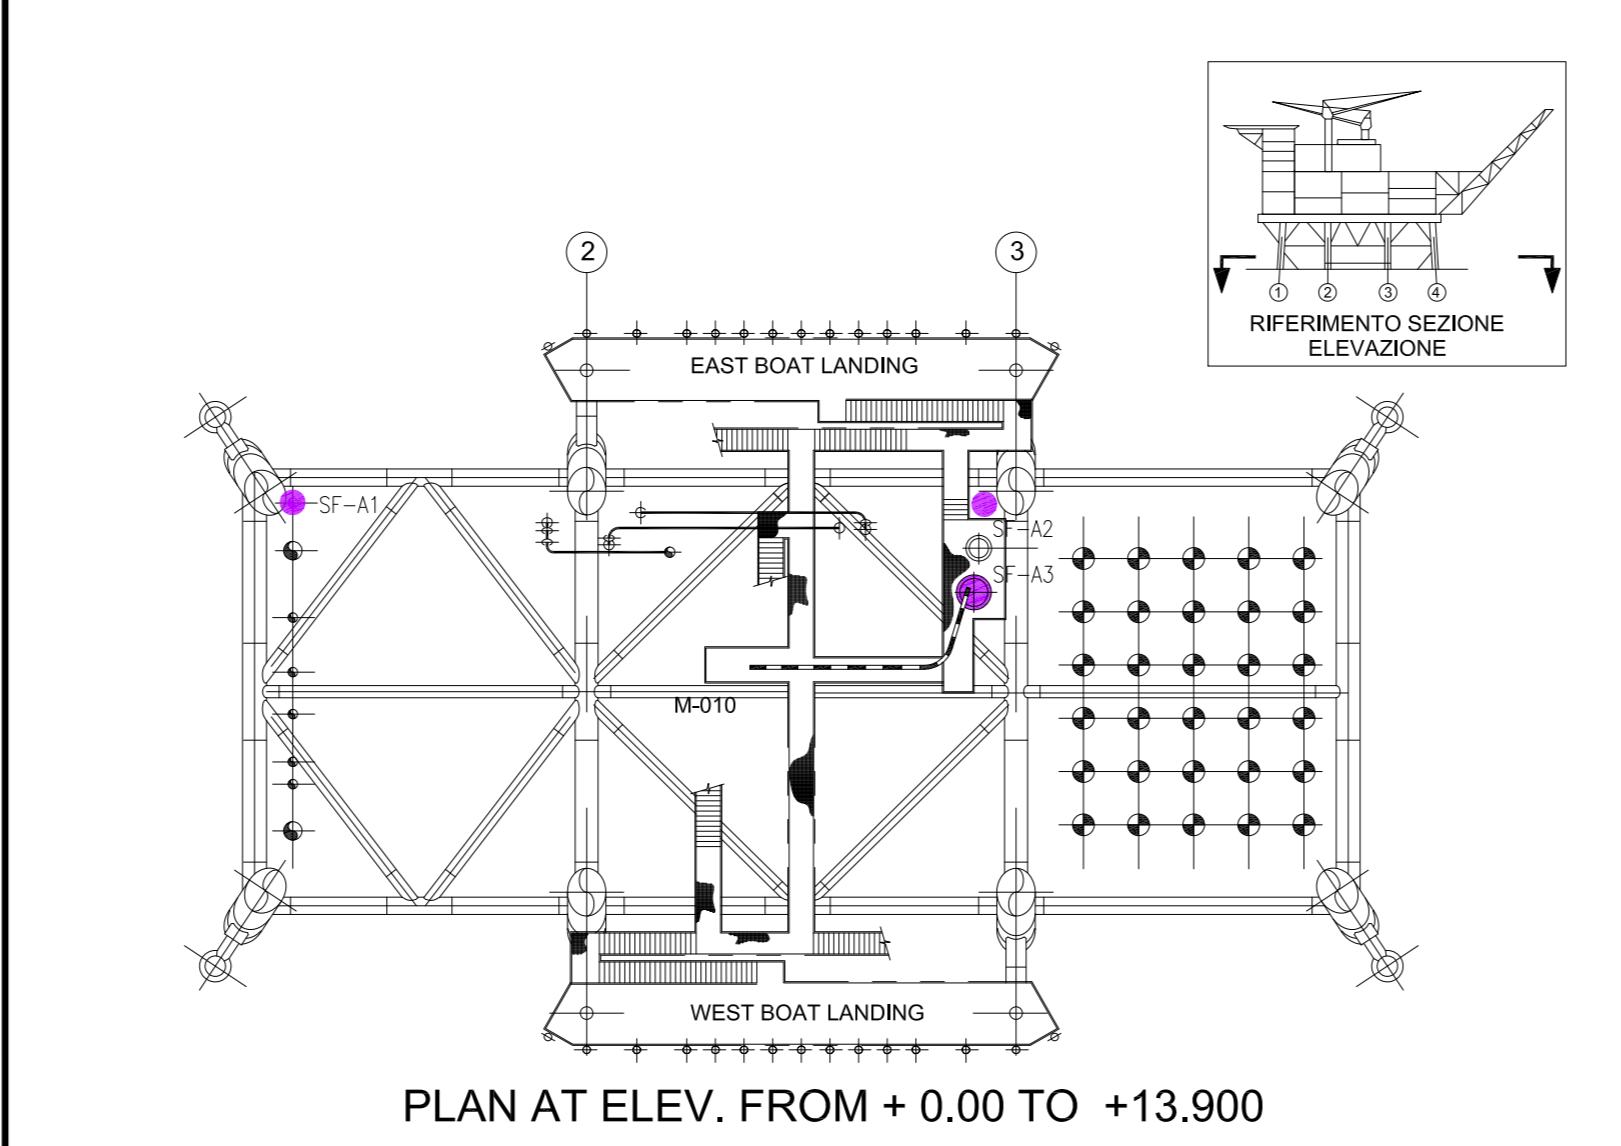 1 2 3 4
RIFERIMENTO SEZIONE
ELEVAZIONE
2 3
EAST BOAT LANDING
SF-A1
SF-A2
SF-A3
M-010
WEST BOAT LANDING
PLAN AT ELEV. FROM + 0.00 TO +13.900